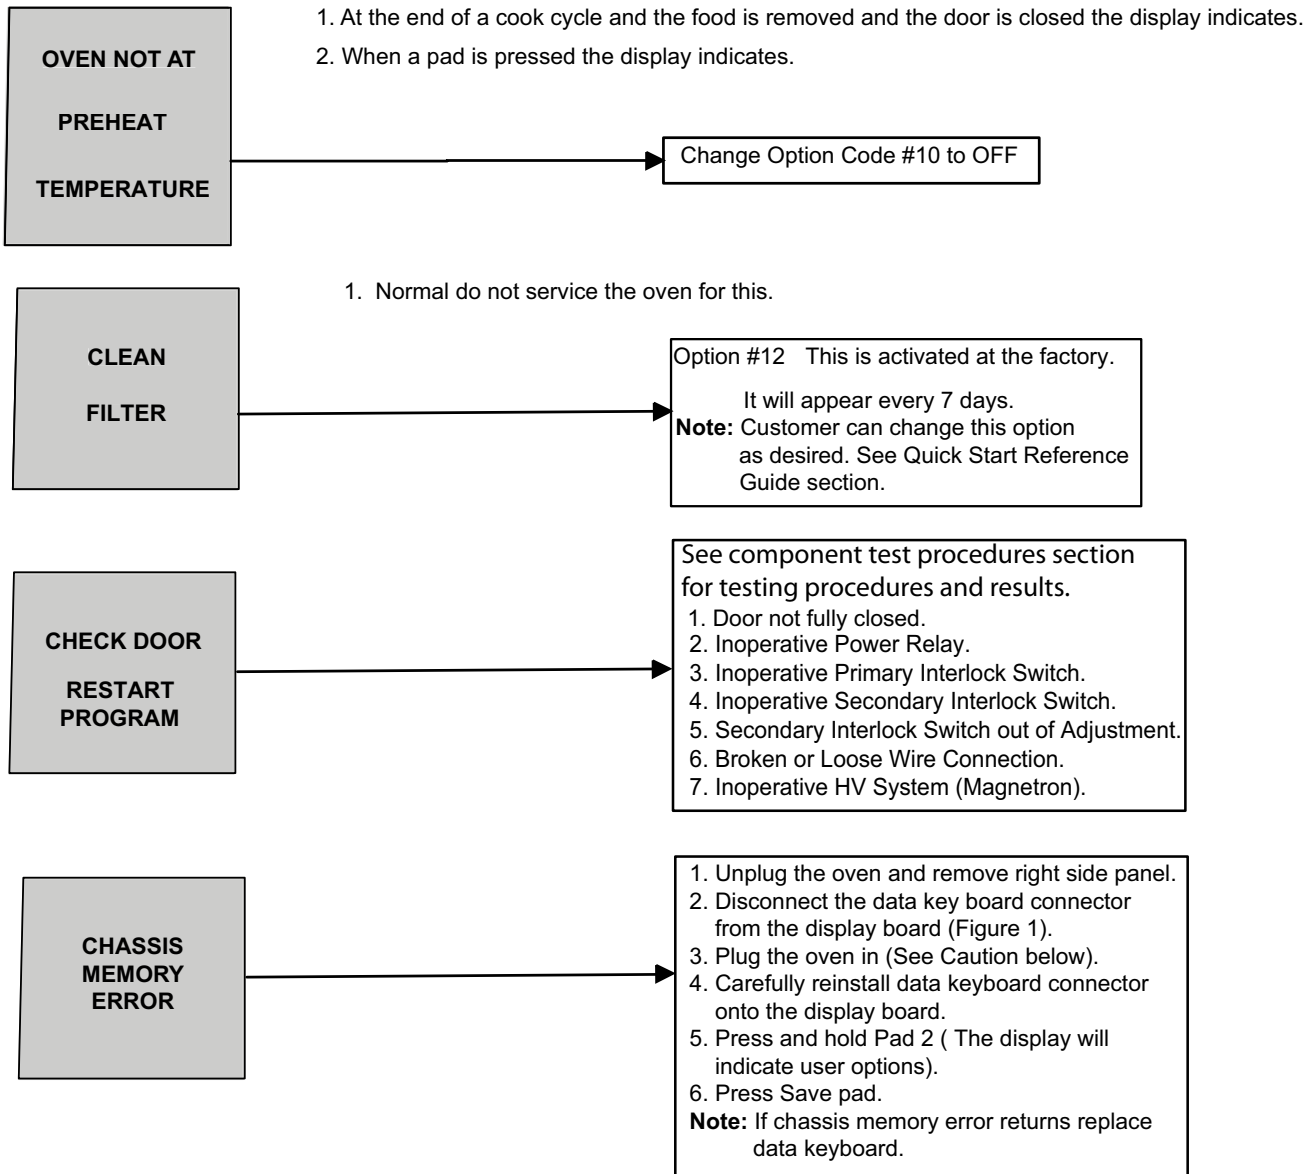 1. At the end of a cook cycle and the food is removed and the door is closed the display indicates.
2. When a pad is pressed the display indicates.
OVEN NOT AT
PREHEAT
TEMPERATURE
Change Option Code #10 to OFF
1. Normal do not service the oven for this.
CLEAN
FILTER
Option #12 This is activated at the factory.
It will appear every 7 days.
Note: Customer can change this option
as desired. See Quick Start Reference
Guide section.
CHECK DOOR
RESTART
PROGRAM
See component test procedures section
for testing procedures and results.
1. Door not fully closed.
2. Inoperative Power Relay.
3. Inoperative Primary Interlock Switch.
4. Inoperative Secondary Interlock Switch.
5. Secondary Interlock Switch out of Adjustment.
6. Broken or Loose Wire Connection.
7. Inoperative HV System (Magnetron).
CHASSIS
MEMORY
ERROR
1. Unplug the oven and remove right side panel.
2. Disconnect the data key board connector
from the display board (Figure 1).
3. Plug the oven in (See Caution below).
4. Carefully reinstall data keyboard connector
onto the display board.
5. Press and hold Pad 2 ( The display will
indicate user options).
6. Press Save pad.
Note: If chassis memory error returns replace
data keyboard.